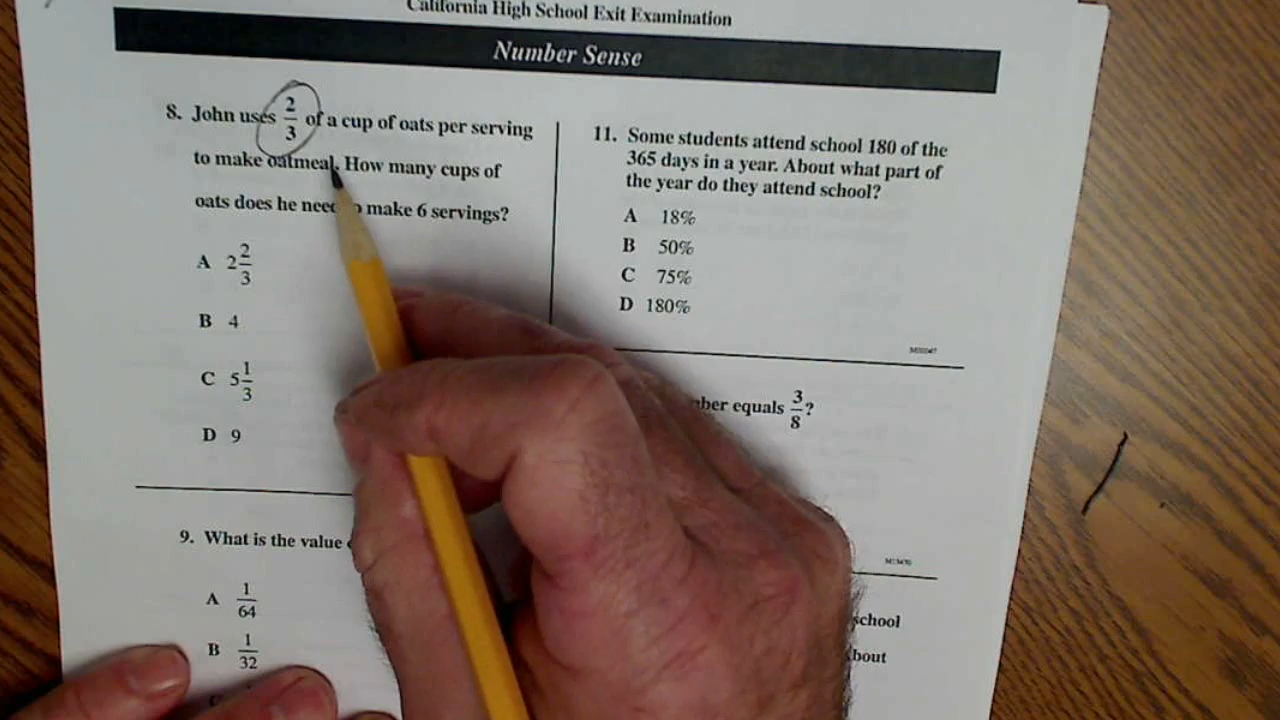 California High School Exit Examination
Number Sense
8. John uses 2/3 of a cup of oats per serving
to make oatmeal. How many cups of
oats does he need to make 6 servings?
A 2 2/3
B 4
C 5 1/3
D 9
9. What is the value
A 1/64
B 1/32
C
11. Some students attend school 180 of the
365 days in a year. About what part of
the year do they attend school?
A 18%
B 50%
C 75%
D 180%
equals 3/8?
school